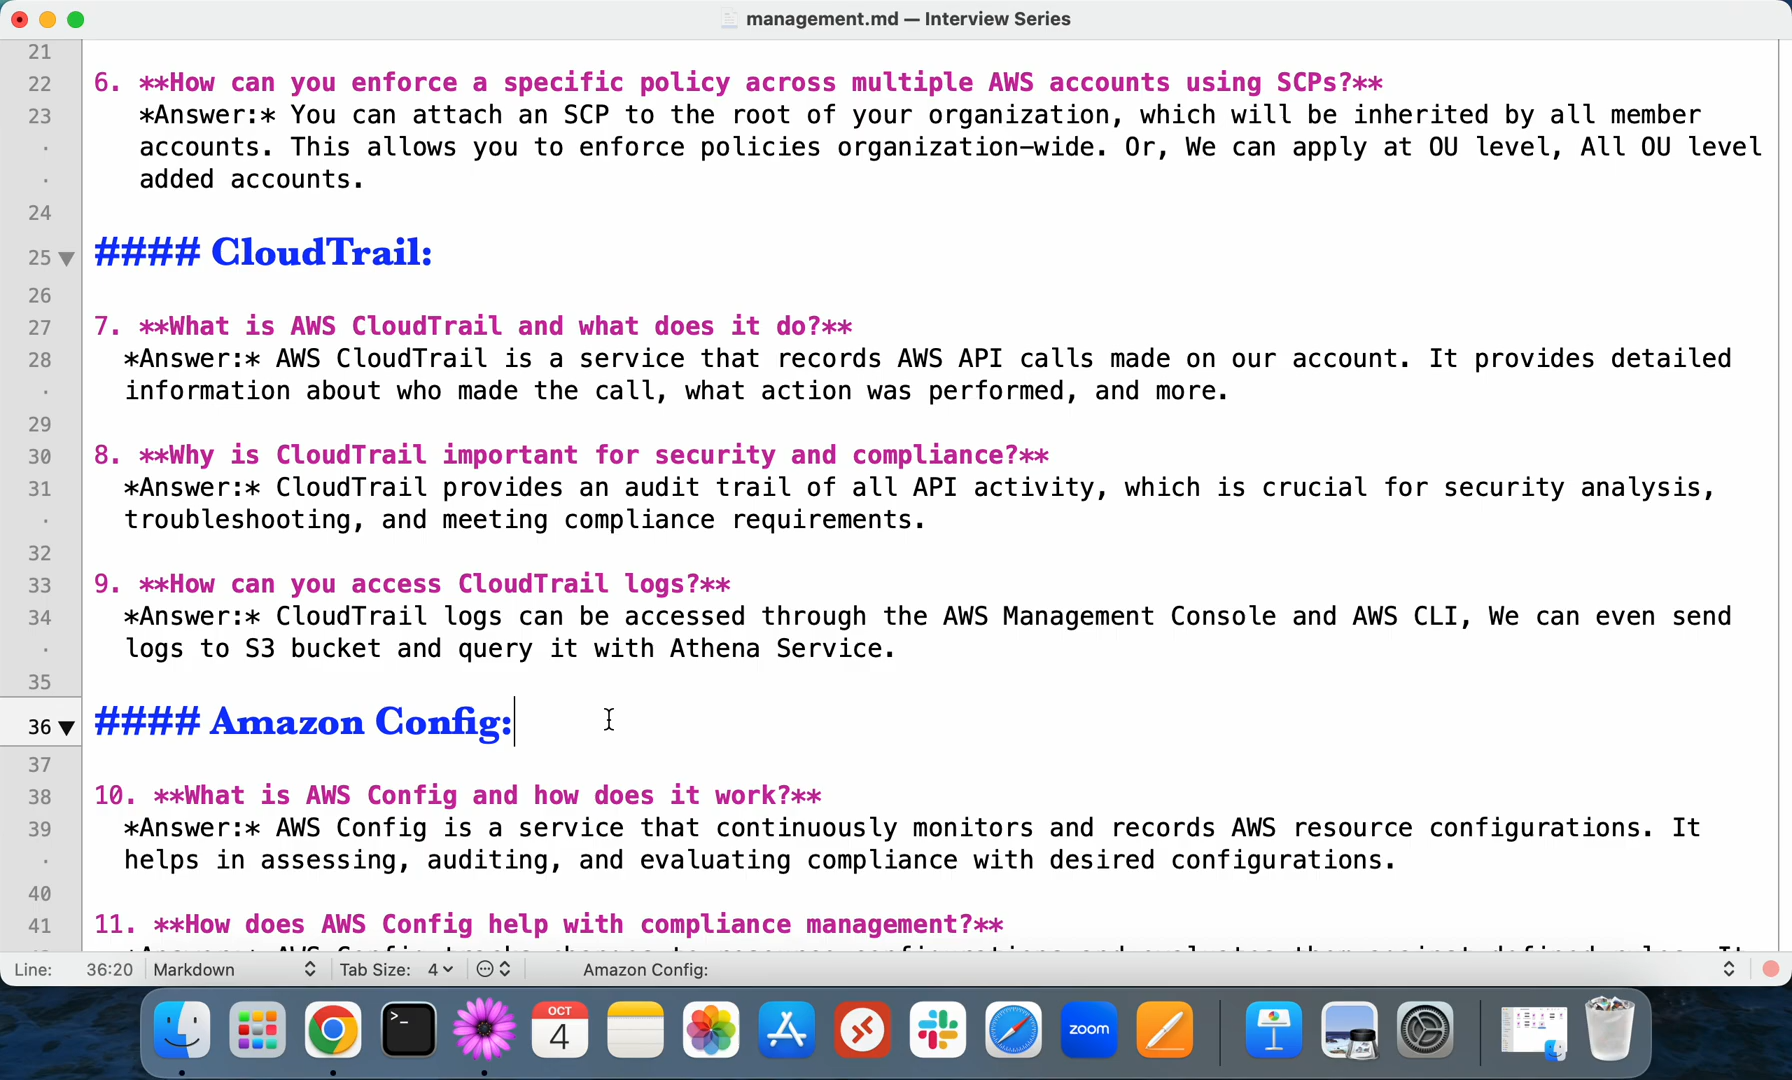 management.md — Interview Series
21
22 6. **How can you enforce a specific policy across multiple AWS accounts using SCPs?**
23 *Answer:* You can attach an SCP to the root of your organization, which will be inherited by all member
accounts. This allows you to enforce policies organization-wide. Or, We can apply at OU level, All OU level
added accounts.
24
25 #### CloudTrail:
26
27 7. **What is AWS CloudTrail and what does it do?**
28 *Answer:* AWS CloudTrail is a service that records AWS API calls made on our account. It provides detailed
information about who made the call, what action was performed, and more.
29
30 8. **Why is CloudTrail important for security and compliance?**
31 *Answer:* CloudTrail provides an audit trail of all API activity, which is crucial for security analysis,
troubleshooting, and meeting compliance requirements.
32
33 9. **How can you access CloudTrail logs?**
34 *Answer:* CloudTrail logs can be accessed through the AWS Management Console and AWS CLI, We can even send
logs to S3 bucket and query it with Athena Service.
35
36 #### Amazon Config:
37
38 10. **What is AWS Config and how does it work?**
39 *Answer:* AWS Config is a service that continuously monitors and records AWS resource configurations. It
helps in assessing, auditing, and evaluating compliance with desired configurations.
40
41 11. **How does AWS Config help with compliance management?**
Line: 36:20 Markdown Tab Size: 4 Amazon Config:
OCT
4
zoom